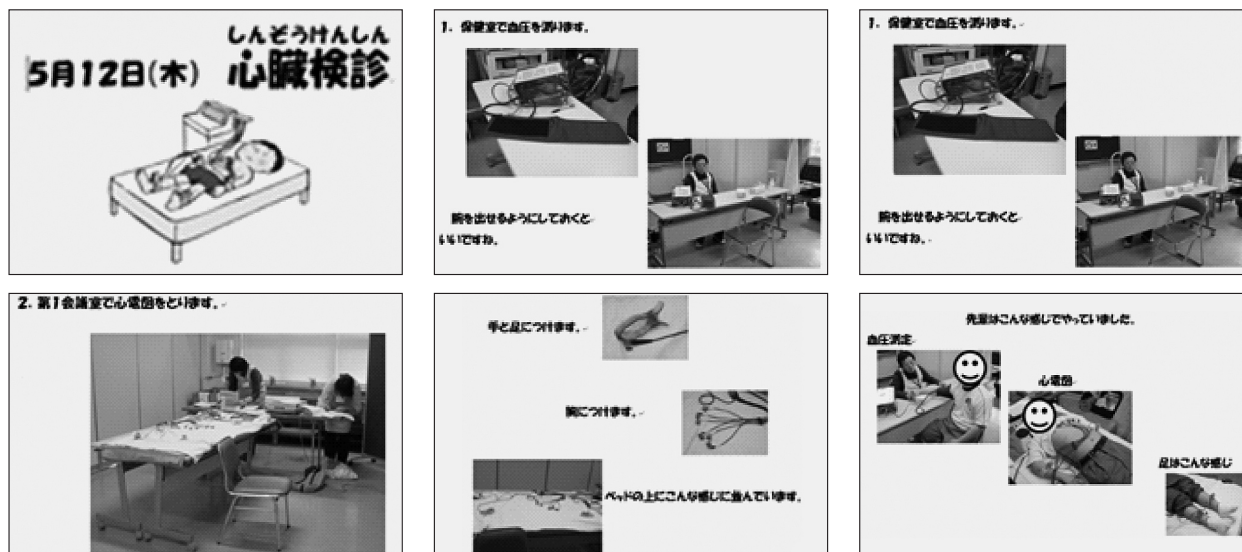 しんぞうけんしん
5月12日(木) 心臓検診
1. 保健室で血圧を測ります。
腕を出せるようにしておくと
いいですね。
1. 保健室で血圧を測ります。
腕を出せるようにしておくと
いいですね。
2. 第1会議室で心電図をとります。
手と足につけます。
胸につけます。
ベッドの上にこんな感じに並んでいます。
先輩はこんな感じでやっていました。
血圧測定
心電図
足はこんな感じ